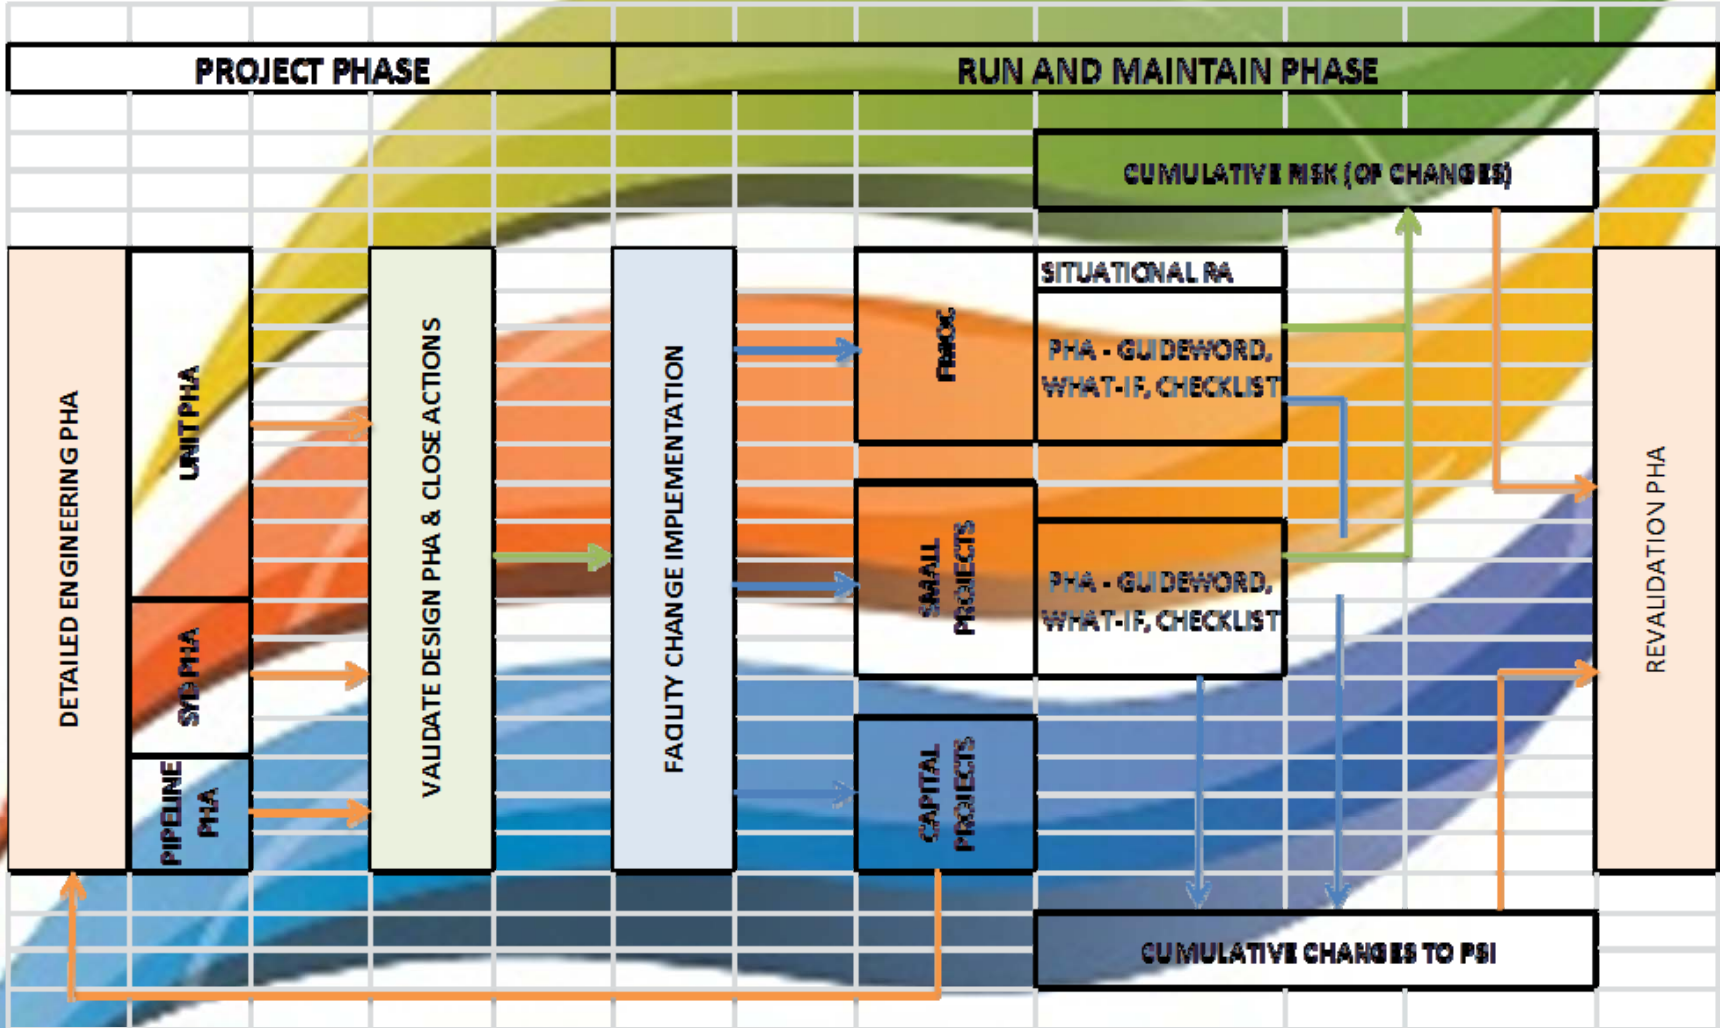 PROJECT PHASE
RUN AND MAINTAIN PHASE
CUMULATIVE RISK (OF CHANGES)
DETAILED ENGINEERING PHA
UNIT PHA
PIPELINE
PHA
VALIDATE DESIGN PHA & CLOSE ACTIONS
FACILITY CHANGE IMPLEMENTATION
FMOC
SITUATIONAL RA
PHA - GUIDEWORD,
WHAT-IF, CHECKLIST
SMALL
PROJECTS
PHA - GUIDEWORD,
WHAT-IF, CHECKLIST
CAPITAL
PROJECTS
REVALIDATION PHA
CUMULATIVE CHANGES TO PSI